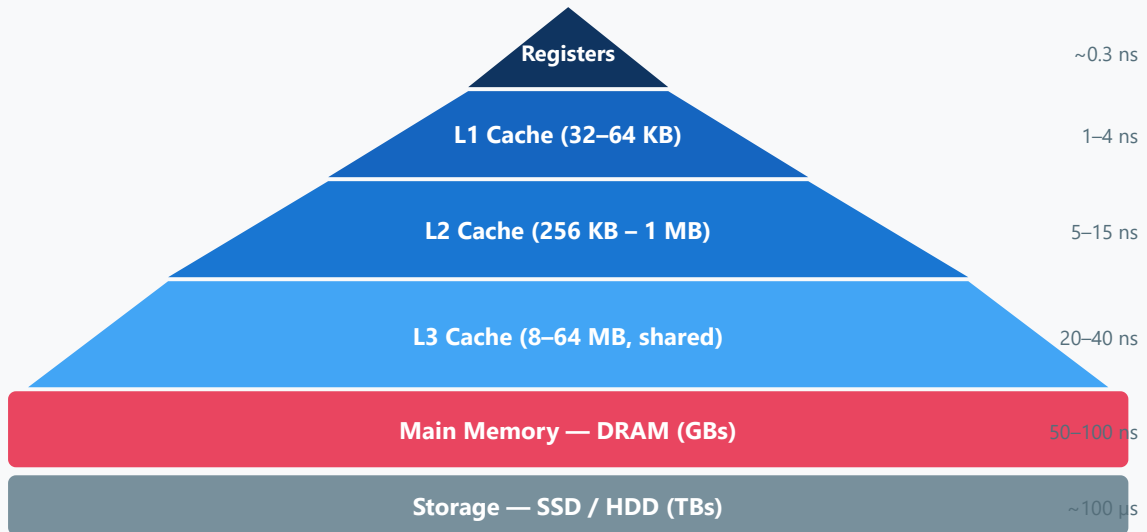 Registers ~0.3 ns
L1 Cache (32–64 KB) 1–4 ns
L2 Cache (256 KB – 1 MB) 5–15 ns
L3 Cache (8–64 MB, shared) 20–40 ns
Main Memory — DRAM (GBs) 50–100 ns
Storage — SSD / HDD (TBs) ~100 µs